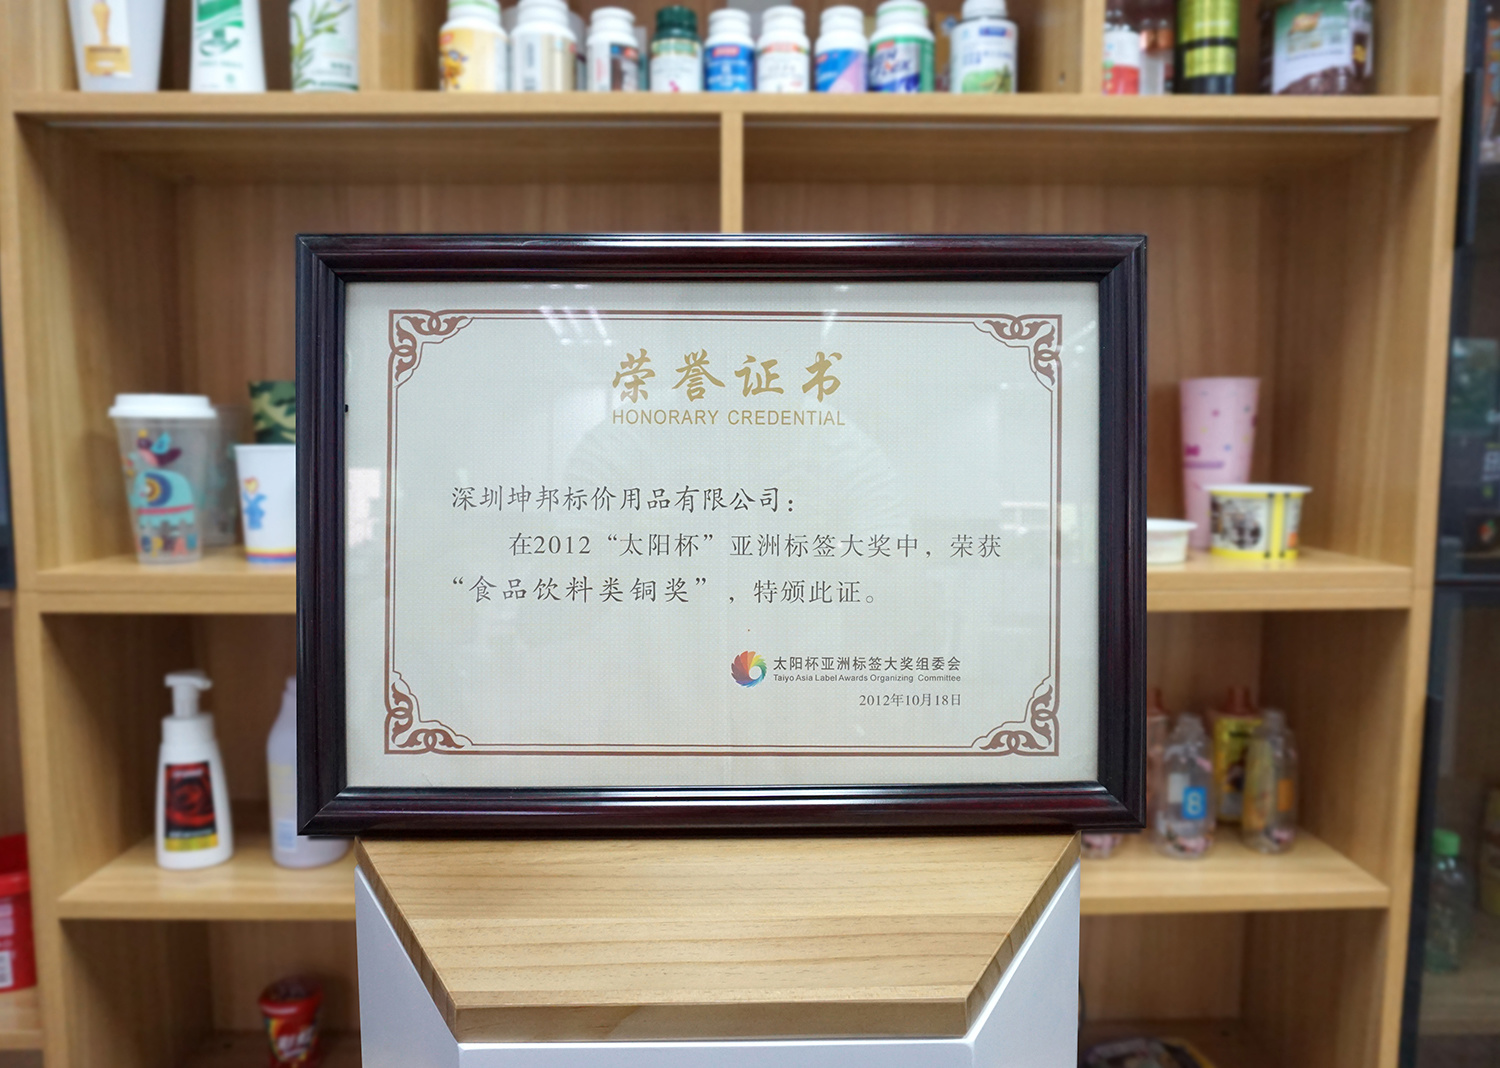 荣誉证书
HONORARY CREDENTIAL
深圳坤邦标价用品有限公司：
在2012“太阳杯”亚洲标签大奖中，荣获
“食品饮料类铜奖”，特颁此证。
太阳杯亚洲标签大奖组委会
Taiyo Asia Label Awards Organizing Committee
2012年10月18日